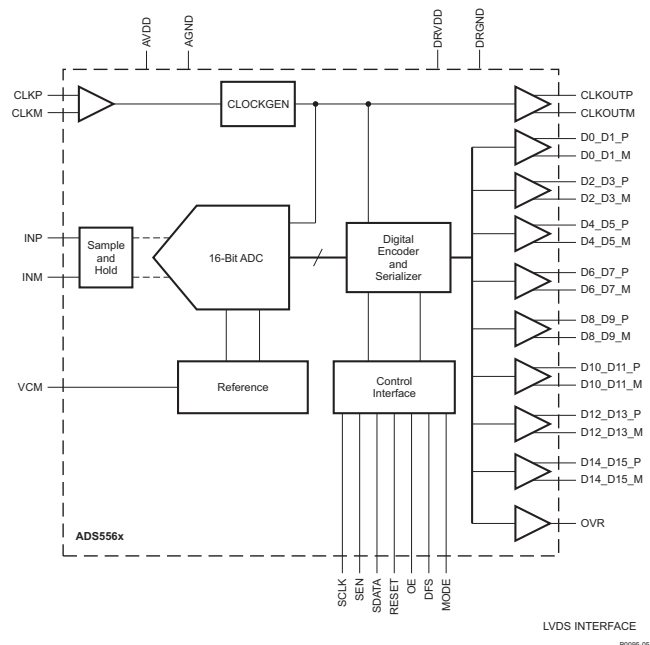 AVDD
AGND
DRVDD
DRGND
CLKP
CLKM
CLOCKGEN
CLKOUTP
CLKOUTM
D0_D1_P
D0_D1_M
D2_D3_P
D2_D3_M
D4_D5_P
D4_D5_M
INP
INM
Sample
and
Hold
16-Bit ADC
Digital
Encoder
and
Serializer
D6_D7_P
D6_D7_M
D8_D9_P
D8_D9_M
VCM
Reference
Control
Interface
D10_D11_P
D10_D11_M
D12_D13_P
D12_D13_M
D14_D15_P
D14_D15_M
OVR
ADS556x
SCLK
SEN
SDATA
RESET
OE
DFS
MODE
LVDS INTERFACE
B0095-05